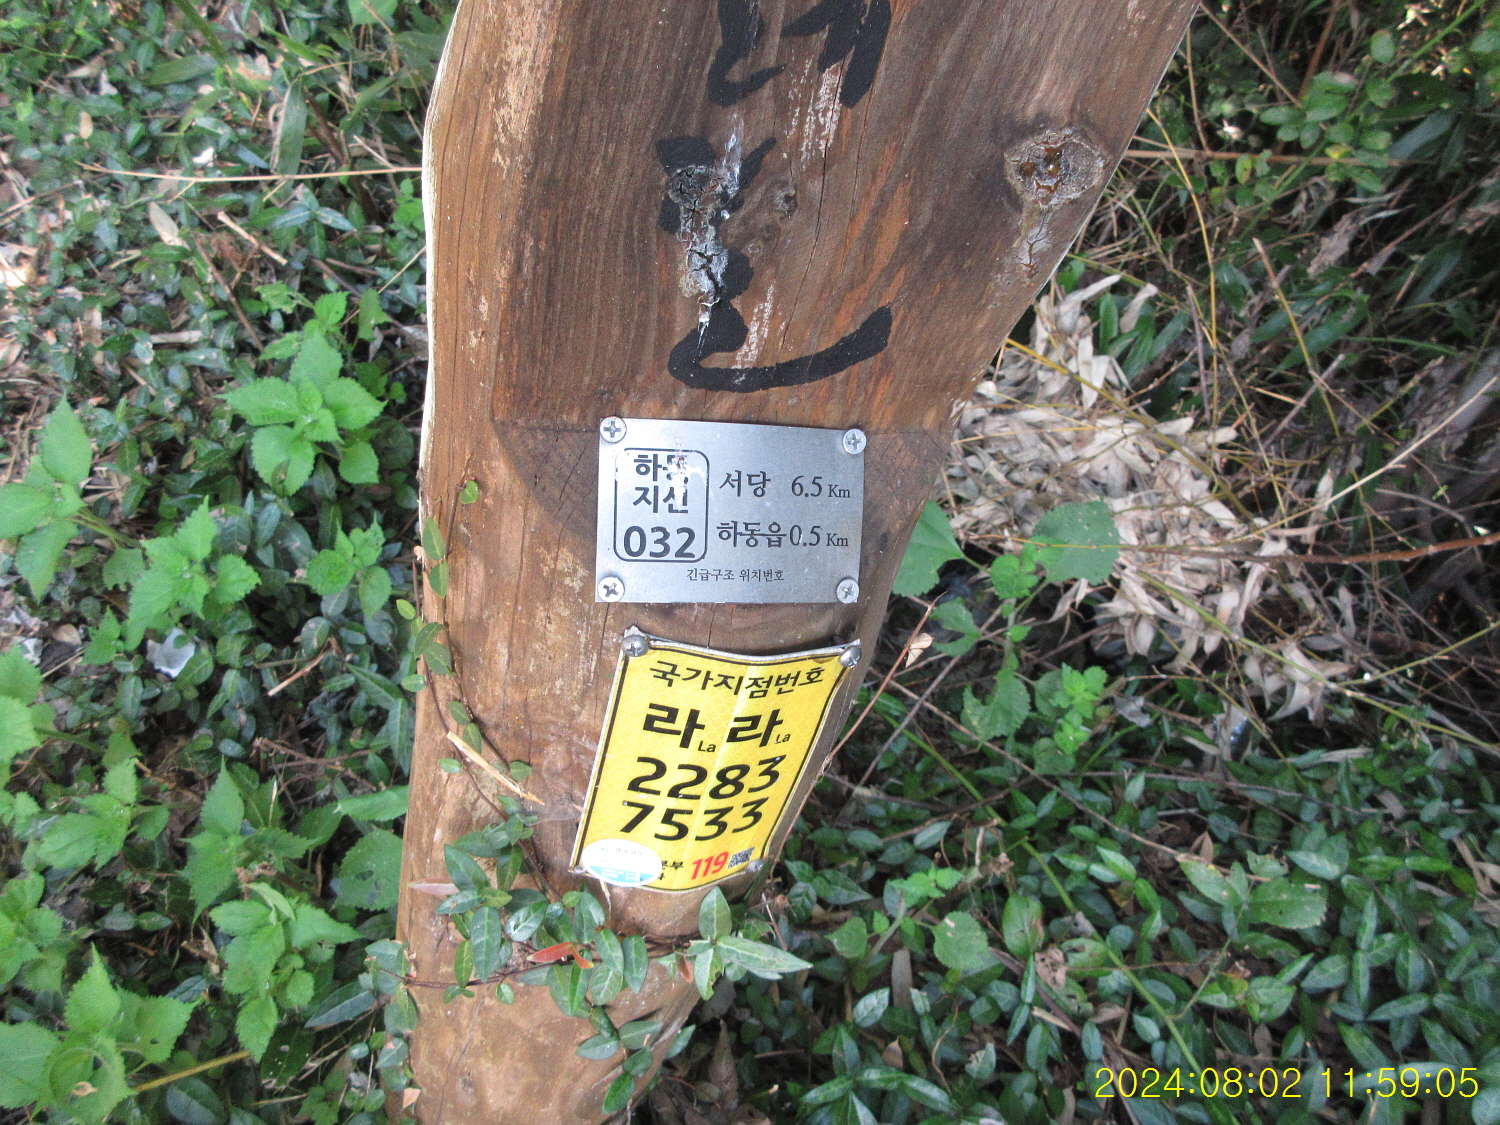 하동
지선
032
서당 6.5 Km
하동읍 0.5 Km
긴급구조 위치번호
국가지점번호
라 La 라 La
2283
7533
119
2024:08:02 11:59:05